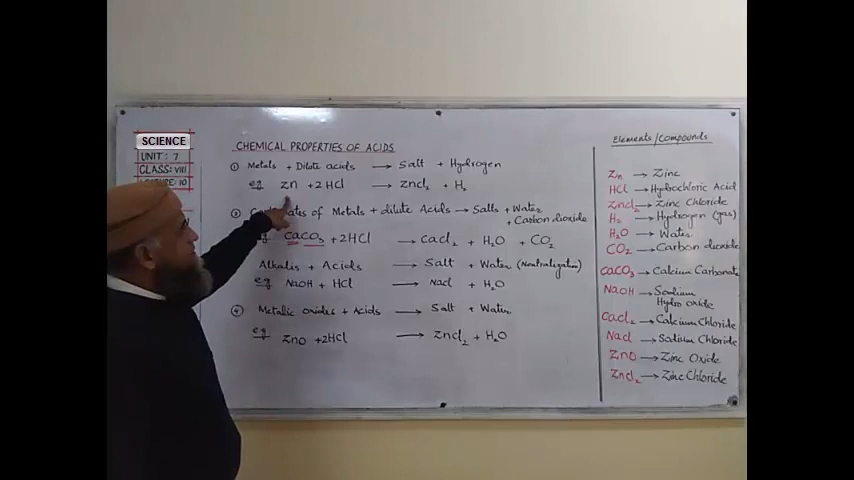 SCIENCE
UNIT: 7
CLASS: VIII
LECTURE: 10
CHEMICAL PROPERTIES OF ACIDS
① Metals + Dilute acids → Salt + Hydrogen
e.g Zn + 2HCl → Zncl₂ + H₂
② of Metals + dilute Acids → Salts + Water
+ Carbon dioxide
CaCO₃ + 2HCl → CaCl₂ + H₂O + CO₂
Alkalies + Acids → Salt + Water (Neutralization)
e.g NaOH + HCl → Nacl + H₂O
④ Metallic oxides + Acids → Salt + Water
e.g ZnO + 2HCl → Zncl₂ + H₂O
Elements/Compounds
Zn → Zinc
HCl → Hydrochloric Acid
Zncl₂ → Zinc Chloride
H₂ → Hydrogen (gas)
H₂O → Water
CO₂ → Carbon dioxide
CaCO₃ → Calcium Carbonate
NaOH → Sodium
Hydro oxide
CaCl₂ → Calcium Chloride
Nacl → Sodium Chloride
ZnO → Zinc Oxide
Zncl₂ → Zinc Chloride